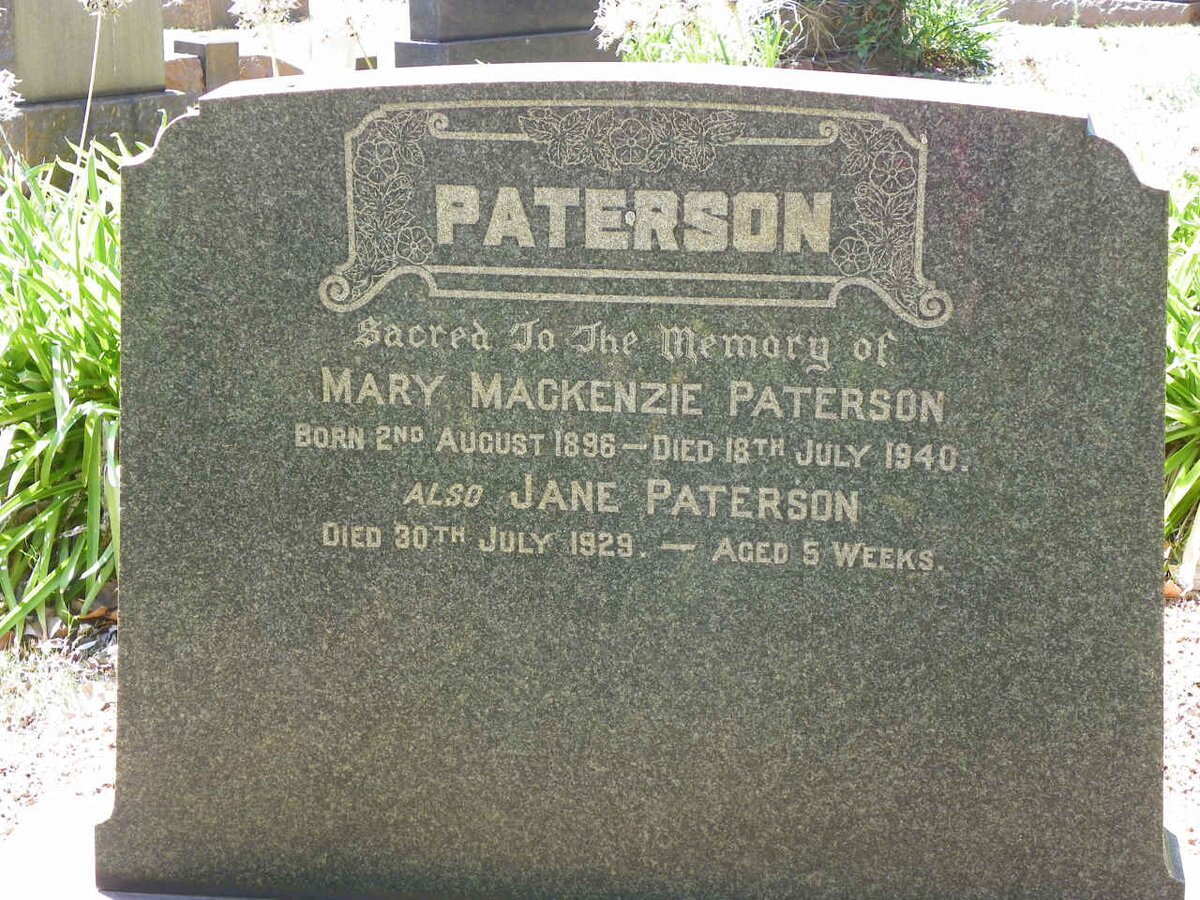 PATERSON
Sacred To The Memory of
MARY MACKENZIE PATERSON
BORN 2ND AUGUST 1896 — DIED 18TH JULY 1940.
ALSO JANE PATERSON
DIED 30TH JULY 1929. — AGED 5 WEEKS.